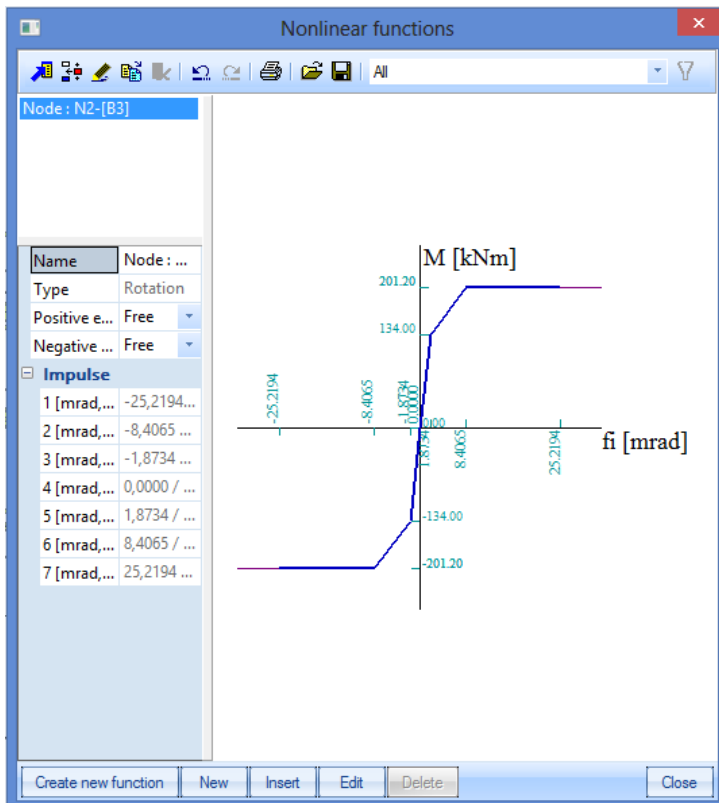 Nonlinear functions
All
Node : N2-[B3]
Name Node : ...
Type Rotation
Positive e... Free
Negative ... Free
Impulse
1 [mrad,... -25,2194...
2 [mrad,... -8,4065 ...
3 [mrad,... -1,8734 ...
4 [mrad,... 0,0000 / ...
5 [mrad,... 1,8734 / ...
6 [mrad,... 8,4065 / ...
7 [mrad,... 25,2194 ...
M [kNm]
201.20
134.00
-25.2194
-8.4065
-1.8734
0.0000
0.00
1.8734
8.4065
25.2194
fi [mrad]
-134.00
-201.20
Create new function New Insert Edit Delete Close